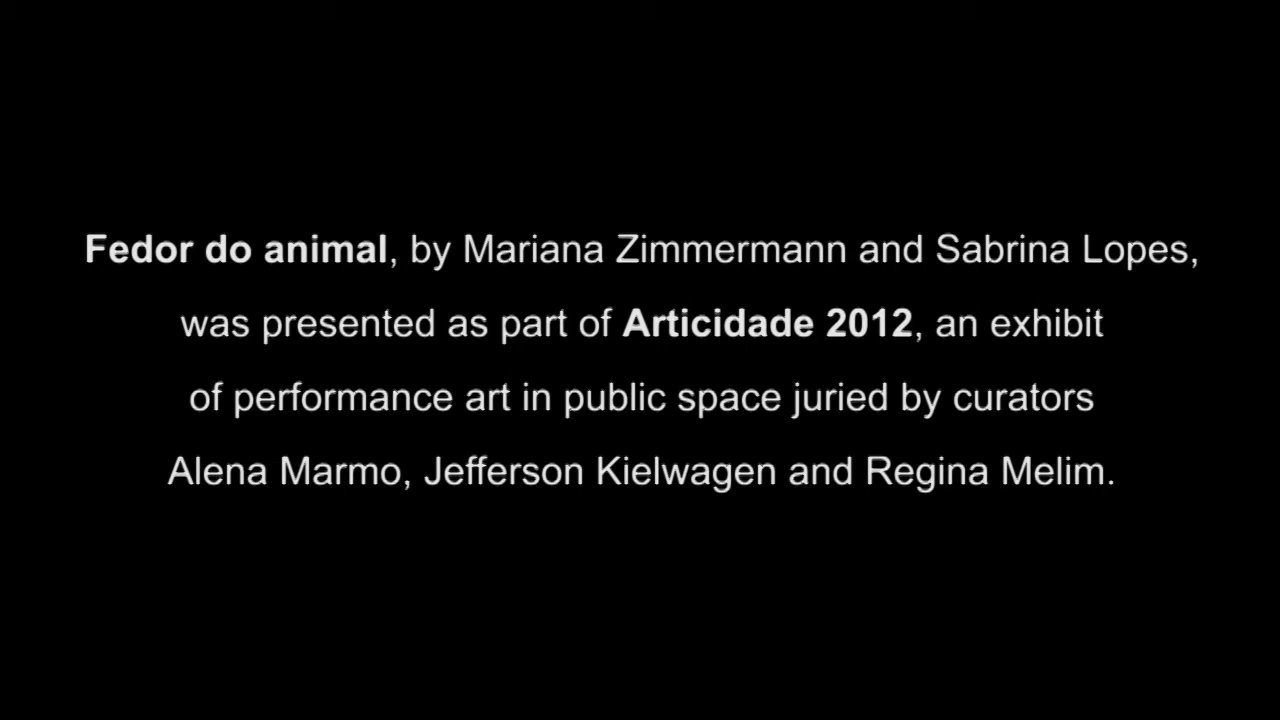 Fedor do animal, by Mariana Zimmermann and Sabrina Lopes,
was presented as part of Articidade 2012, an exhibit
of performance art in public space juried by curators
Alena Marmo, Jefferson Kielwagen and Regina Melim.